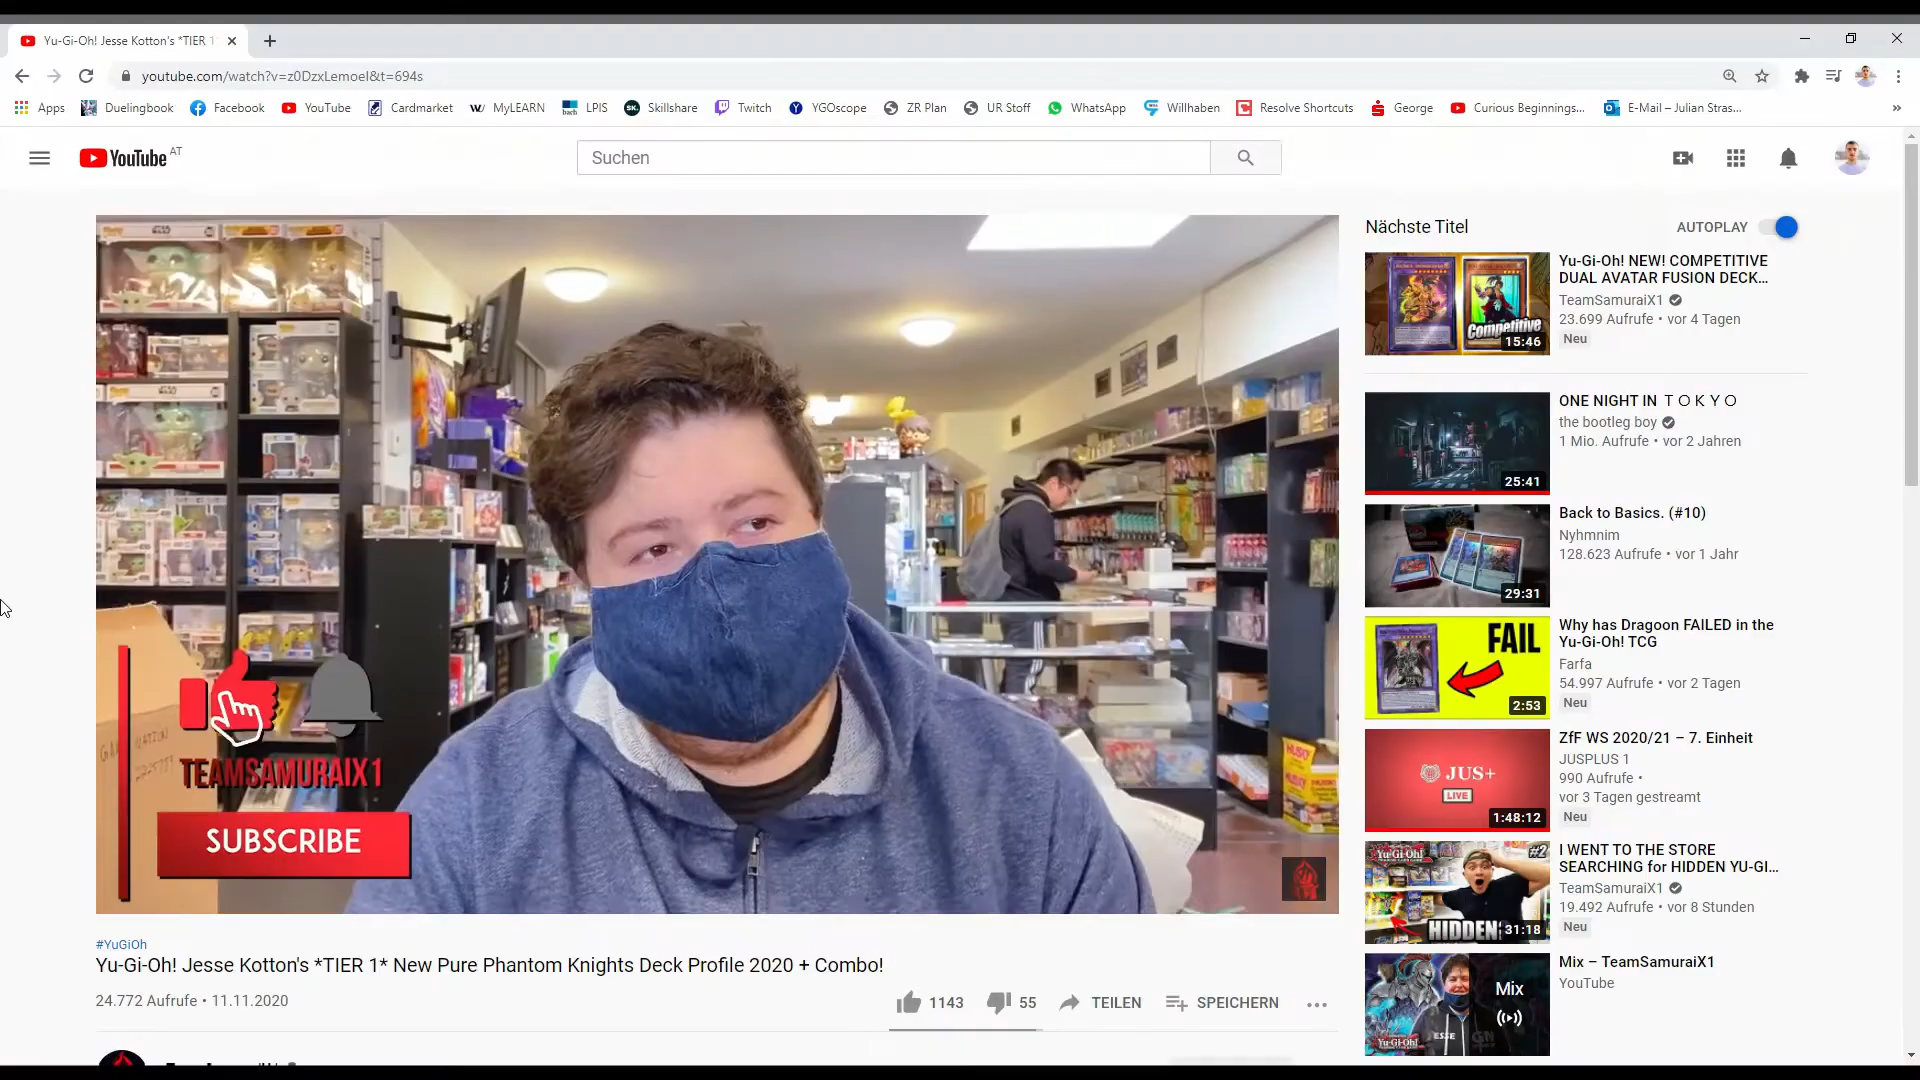 Yu-Gi-Oh! Jesse Kotton's *TIER 1
youtube.com/watch?v=z0DzxLemoeI&t=694s
Apps Duelingbook Facebook YouTube Cardmarket MyLEARN LPIS Skillshare Twitch YGOscope ZR Plan UR Stoff WhatsApp Willhaben Resolve Shortcuts George Curious Beginnings... E-Mail – Julian Stras...
YouTube AT
Suchen
TEAMSAMURAIX1
SUBSCRIBE
#YuGiOh
Yu-Gi-Oh! Jesse Kotton's *TIER 1* New Pure Phantom Knights Deck Profile 2020 + Combo!
24.772 Aufrufe • 11.11.2020
1143 55 TEILEN SPEICHERN
Nächste Titel AUTOPLAY
Competitive
15:46
Yu-Gi-Oh! NEW! COMPETITIVE
DUAL AVATAR FUSION DECK...
TeamSamuraiX1
23.699 Aufrufe • vor 4 Tagen
Neu
25:41
ONE NIGHT IN T O K Y O
the bootleg boy
1 Mio. Aufrufe • vor 2 Jahren
29:31
Back to Basics. (#10)
Nyhmnim
128.623 Aufrufe • vor 1 Jahr
FAIL
2:53
Why has Dragoon FAILED in the
Yu-Gi-Oh! TCG
Farfa
54.997 Aufrufe • vor 2 Tagen
Neu
JUS+
LIVE
1:48:12
ZfF WS 2020/21 – 7. Einheit
JUSPLUS 1
990 Aufrufe •
vor 3 Tagen gestreamt
Neu
Yu-Gi-Oh!
#2
HIDDEN
31:18
I WENT TO THE STORE
SEARCHING for HIDDEN YU-GI...
TeamSamuraiX1
19.492 Aufrufe • vor 8 Stunden
Neu
Mix
Yu-Gi-Oh!
Mix – TeamSamuraiX1
YouTube